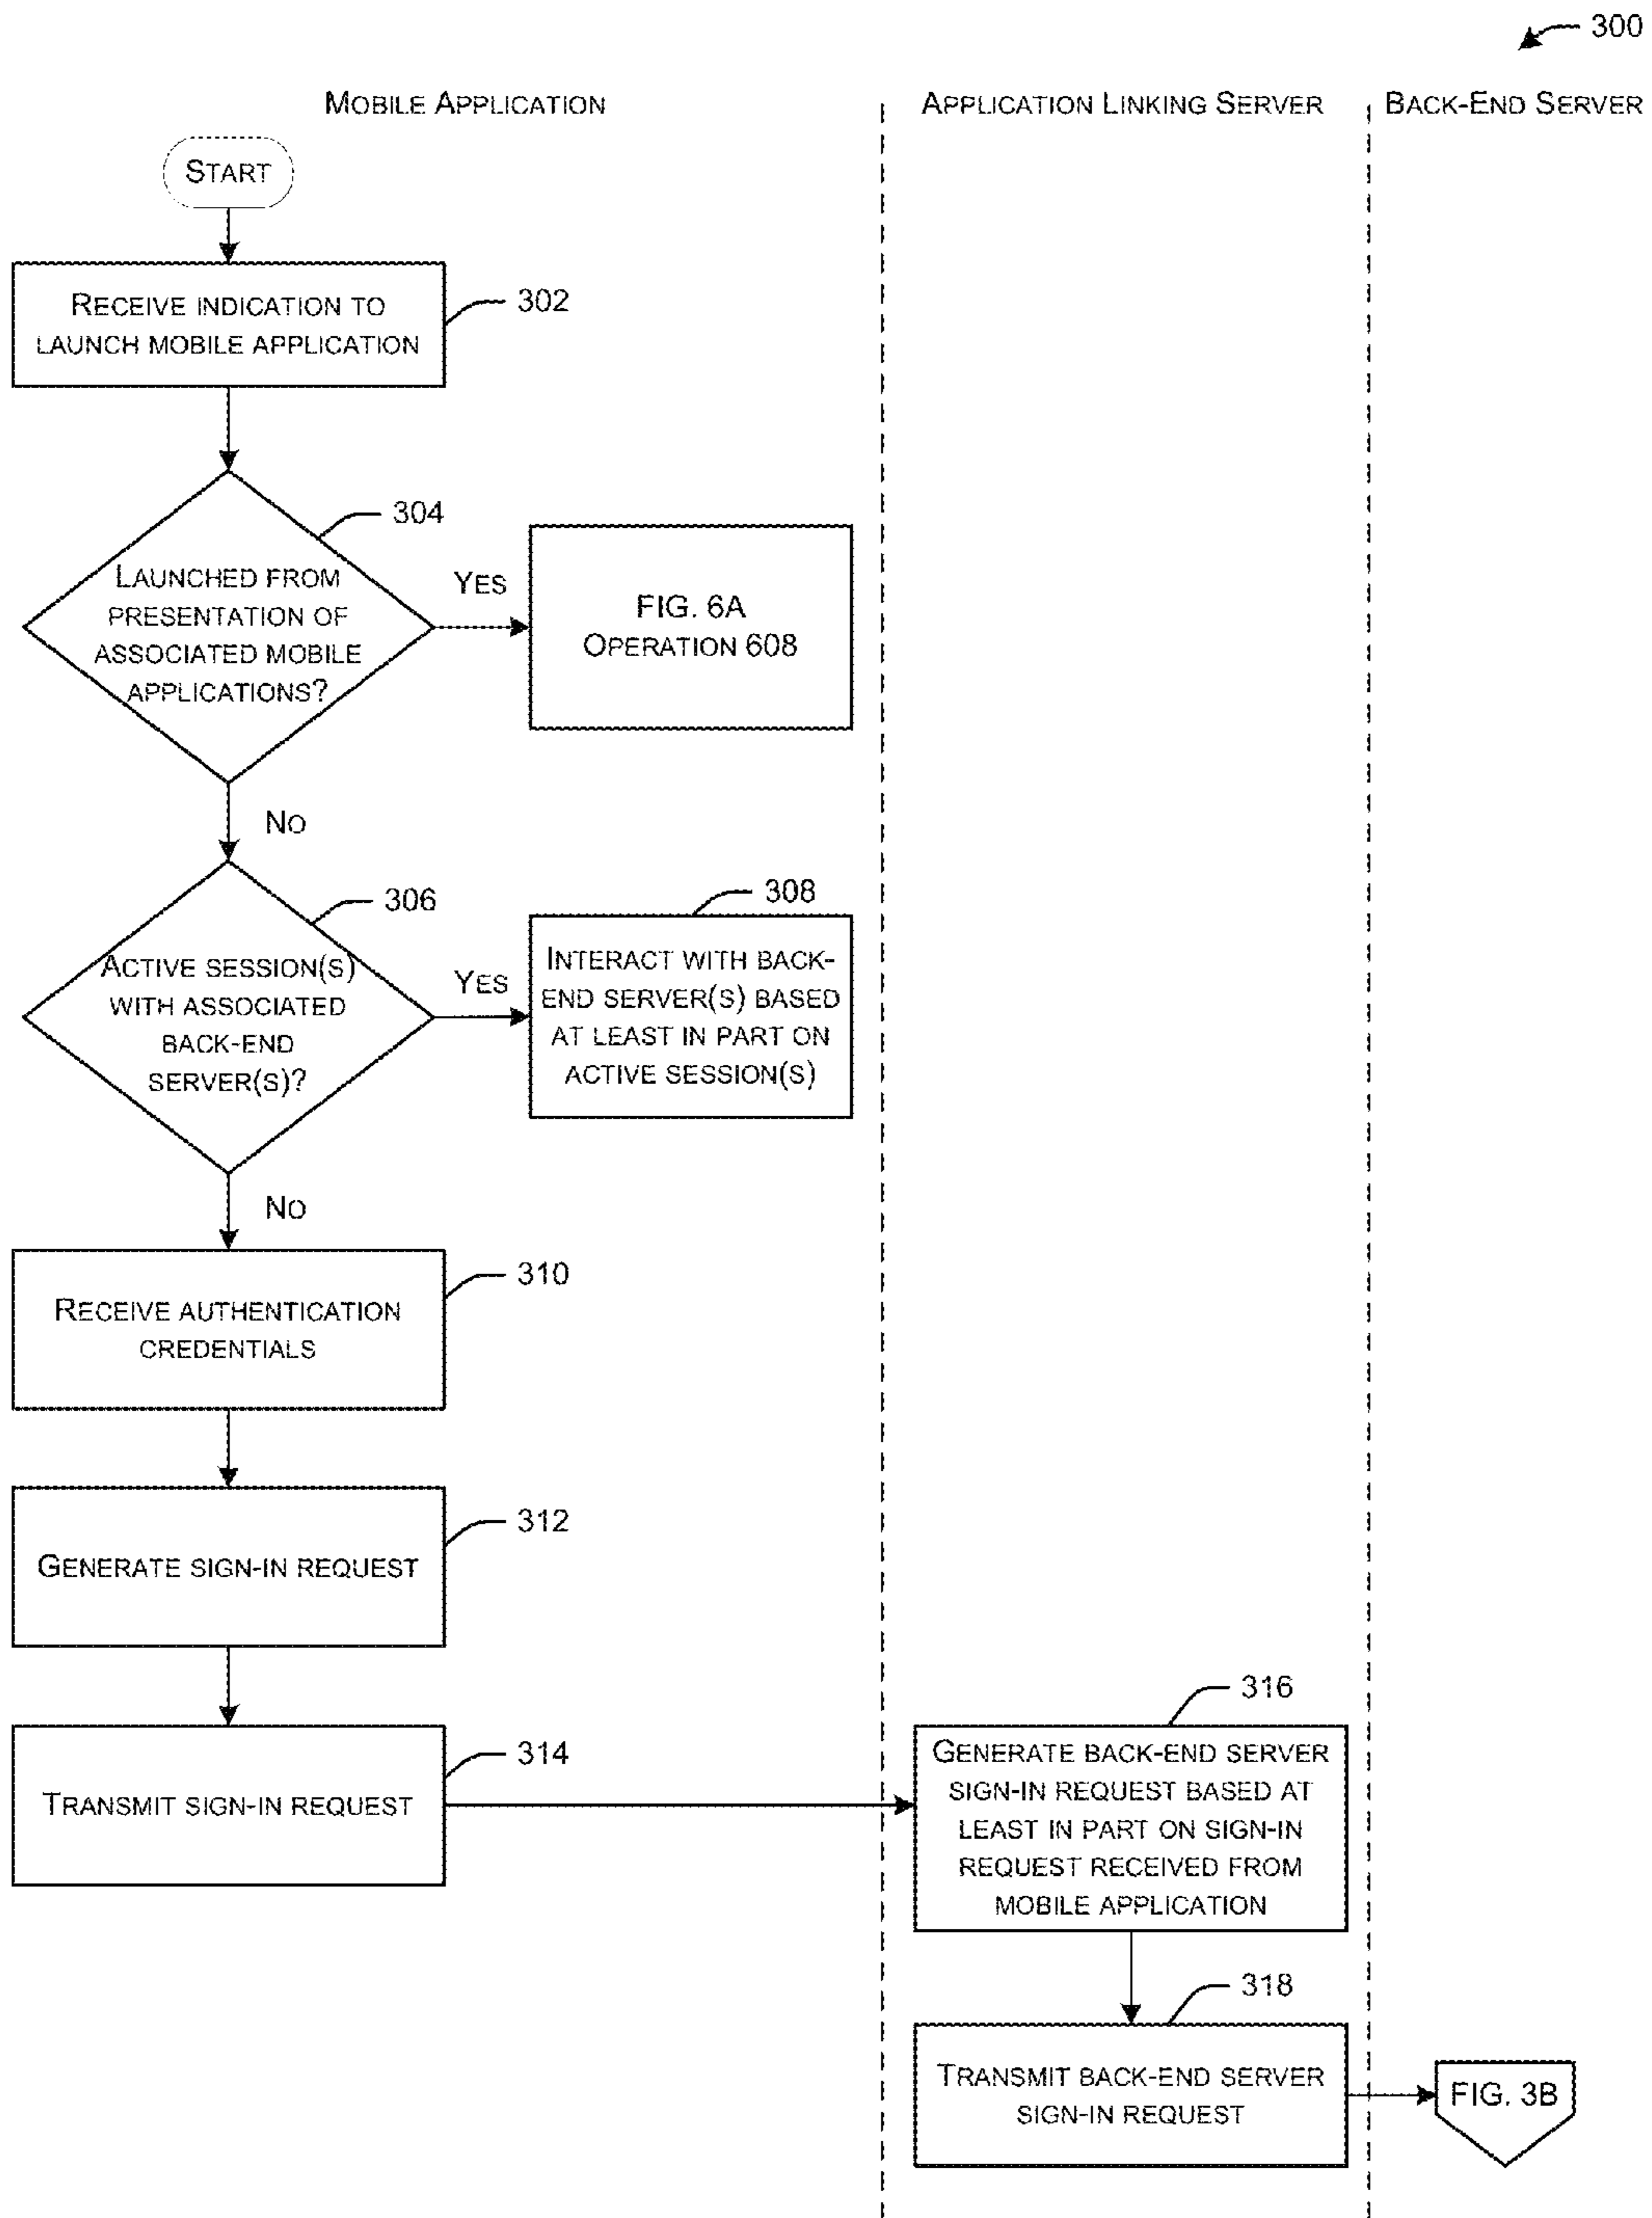 300
MOBILE APPLICATION
APPLICATION LINKING SERVER
BACK-END SERVER
START
RECEIVE INDICATION TO
LAUNCH MOBILE APPLICATION
302
304
LAUNCHED FROM
PRESENTATION OF
ASSOCIATED MOBILE
APPLICATIONS?
YES
FIG. 6A
OPERATION 608
NO
306
ACTIVE SESSION(S)
WITH ASSOCIATED
BACK-END
SERVER(S)?
YES
308
INTERACT WITH BACK-
END SERVER(S) BASED
AT LEAST IN PART ON
ACTIVE SESSION(S)
NO
310
RECEIVE AUTHENTICATION
CREDENTIALS
312
GENERATE SIGN-IN REQUEST
314
TRANSMIT SIGN-IN REQUEST
316
GENERATE BACK-END SERVER
SIGN-IN REQUEST BASED AT
LEAST IN PART ON SIGN-IN
REQUEST RECEIVED FROM
MOBILE APPLICATION
318
TRANSMIT BACK-END SERVER
SIGN-IN REQUEST
FIG. 3B